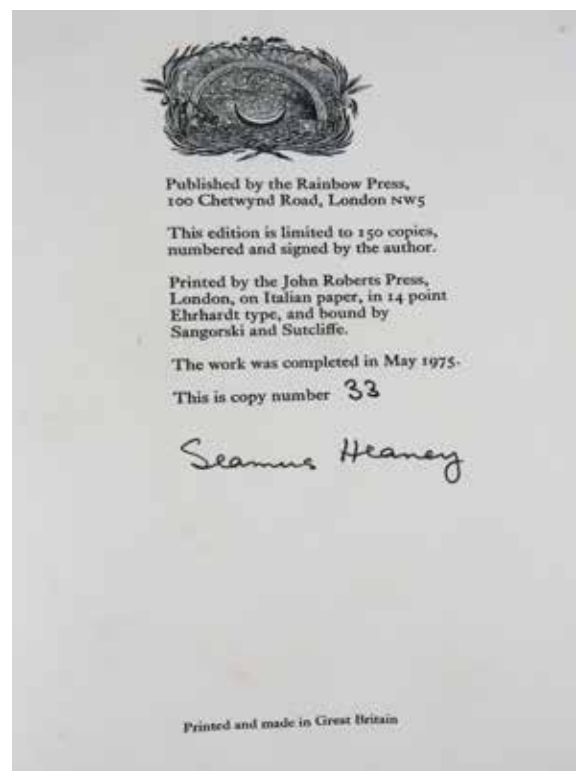 Published by the Rainbow Press,
100 Chetwynd Road, London NW5
This edition is limited to 150 copies,
numbered and signed by the author.
Printed by the John Roberts Press,
London, on Italian paper, in 14 point
Ehrhardt type, and bound by
Sangorski and Sutcliffe.
The work was completed in May 1975.
This is copy number 33
Seamus Heaney
Printed and made in Great Britain